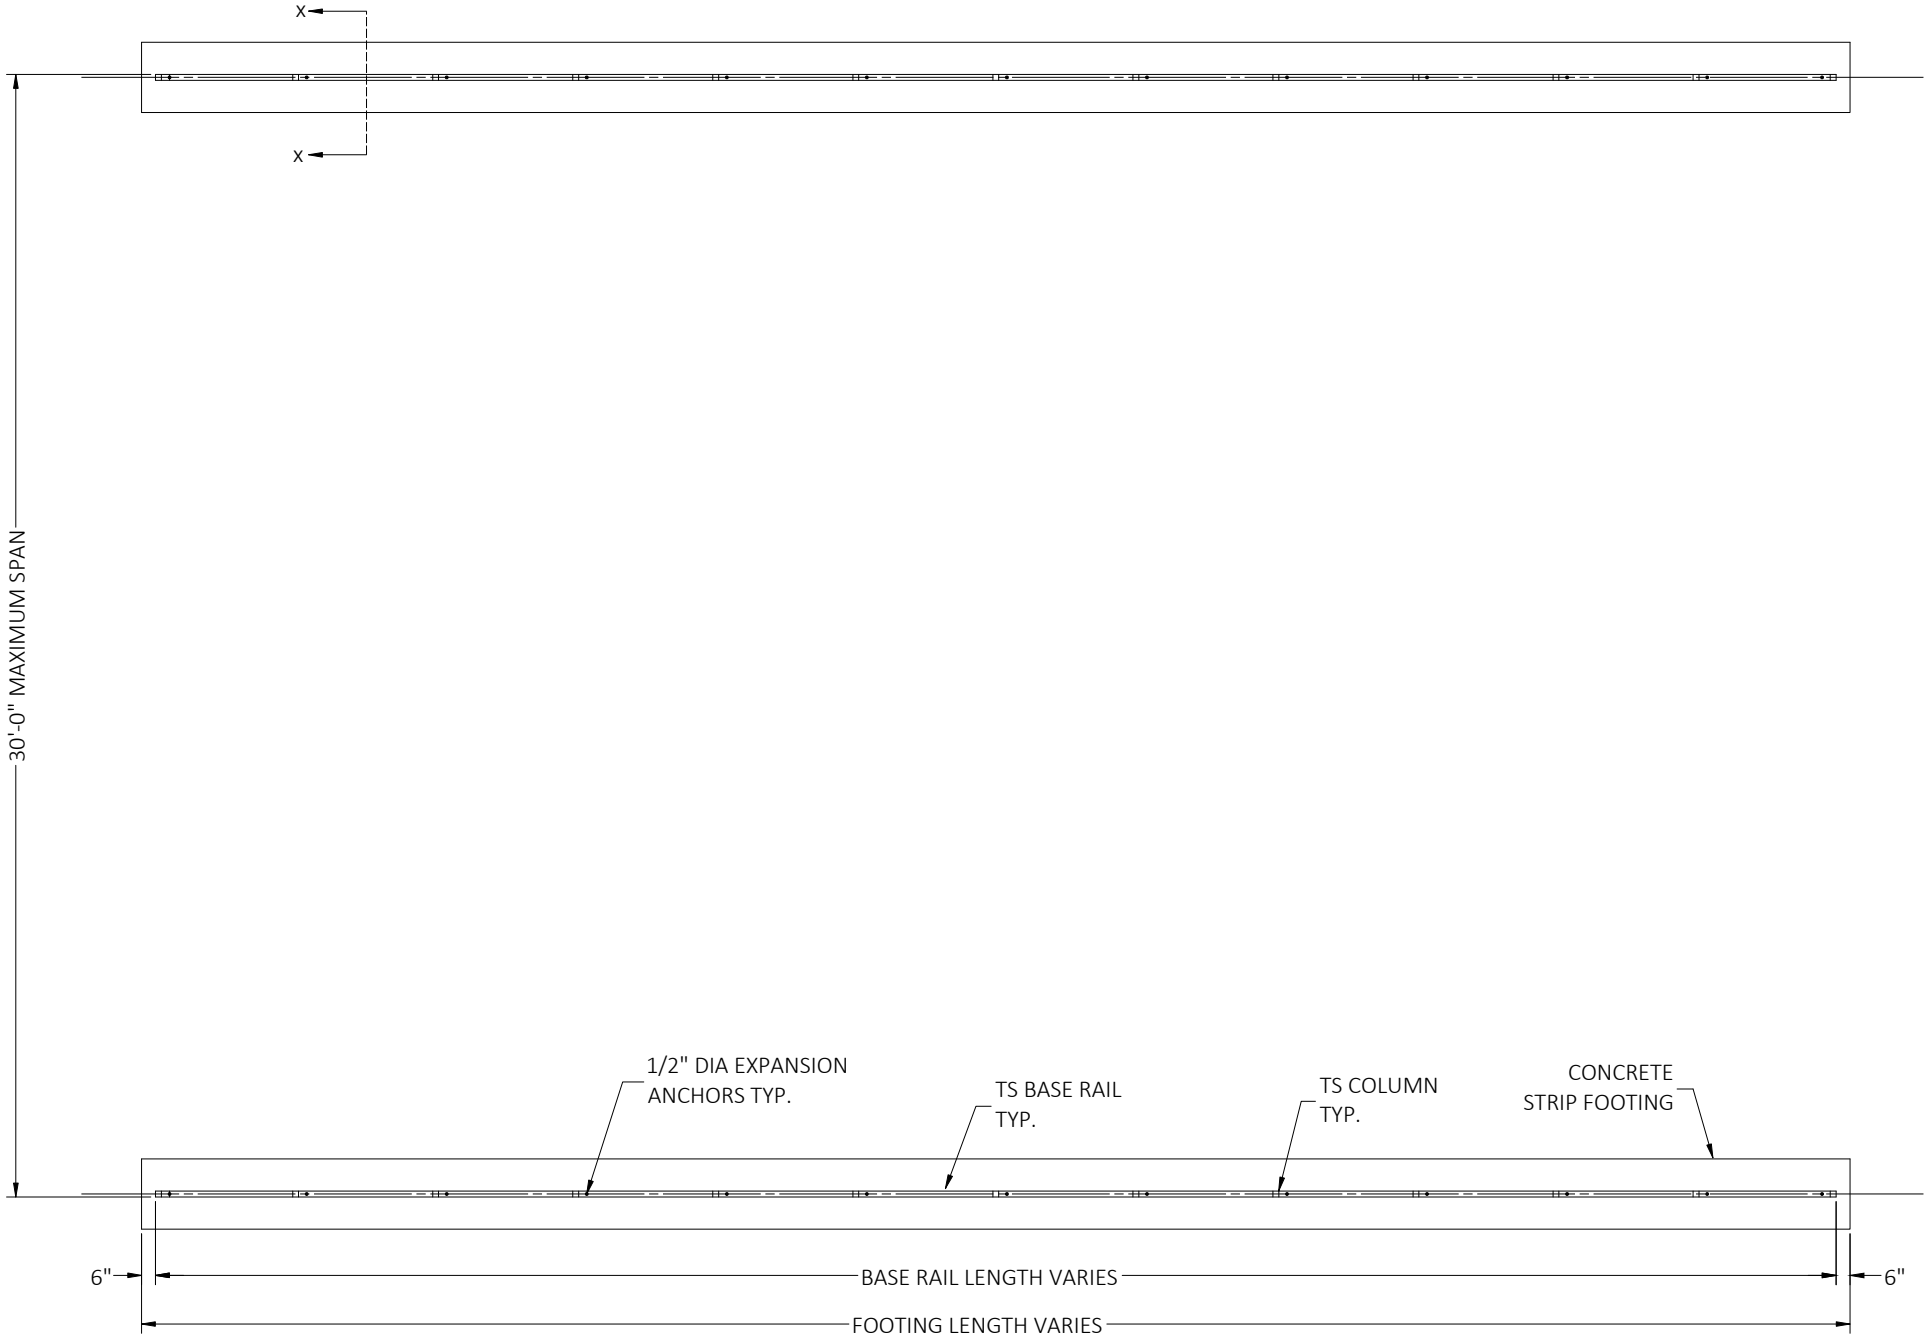 X
X
30'-0" MAXIMUM SPAN
1/2" DIA EXPANSION
ANCHORS TYP.
TS BASE RAIL
TYP.
TS COLUMN
TYP.
CONCRETE
STRIP FOOTING
6"
BASE RAIL LENGTH VARIES
6"
FOOTING LENGTH VARIES